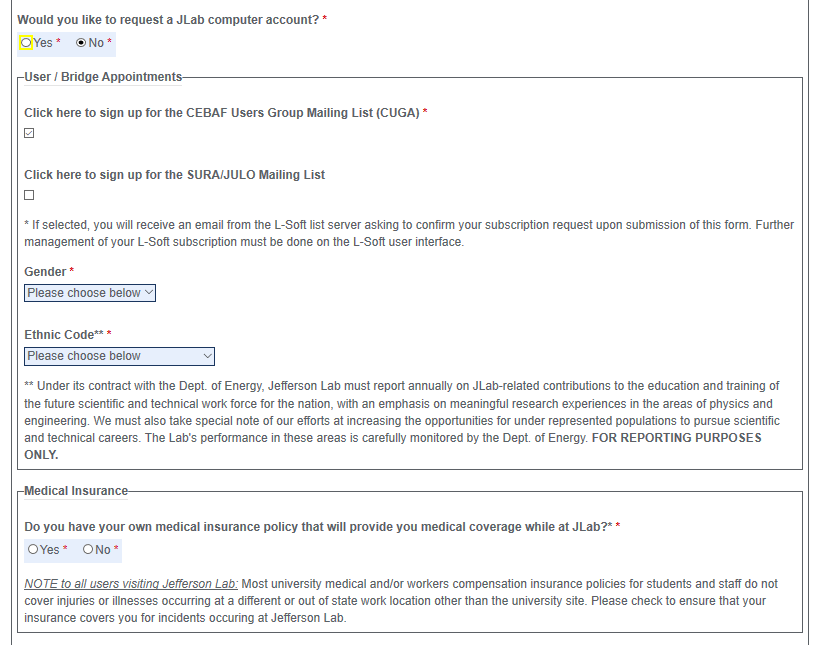 Would you like to request a JLab computer account? *
Yes * No *
User / Bridge Appointments
Click here to sign up for the CEBAF Users Group Mailing List (CUGA) *
Click here to sign up for the SURA/JULO Mailing List
* If selected, you will receive an email from the L-Soft list server asking to confirm your subscription request upon submission of this form. Further
management of your L-Soft subscription must be done on the L-Soft user interface.
Gender *
Please choose below
Ethnic Code** *
Please choose below
** Under its contract with the Dept. of Energy, Jefferson Lab must report annually on JLab-related contributions to the education and training of
the future scientific and technical work force for the nation, with an emphasis on meaningful research experiences in the areas of physics and
engineering. We must also take special note of our efforts at increasing the opportunities for under represented populations to pursue scientific
and technical careers. The Lab's performance in these areas is carefully monitored by the Dept. of Energy. FOR REPORTING PURPOSES
ONLY.
Medical Insurance
Do you have your own medical insurance policy that will provide you medical coverage while at JLab?* *
Yes * No *
NOTE to all users visiting Jefferson Lab: Most university medical and/or workers compensation insurance policies for students and staff do not
cover injuries or illnesses occurring at a different or out of state work location other than the university site. Please check to ensure that your
insurance covers you for incidents occuring at Jefferson Lab.